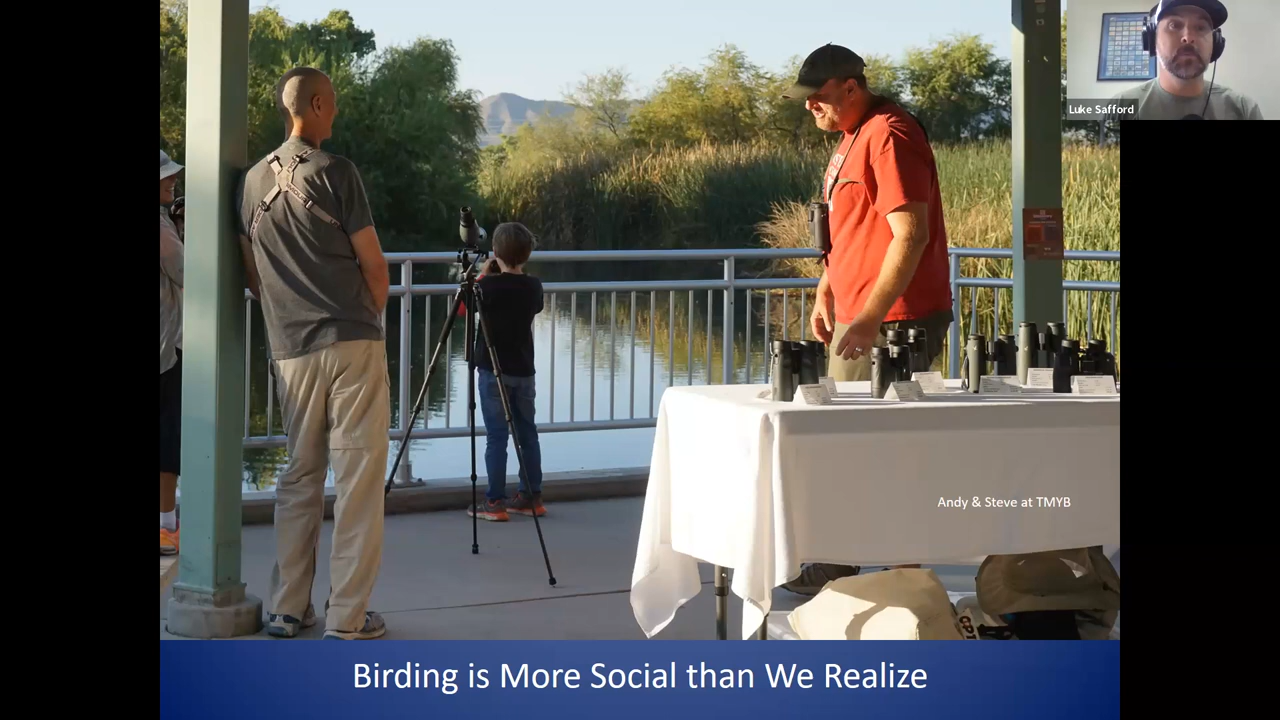 Luke Safford
Andy & Steve at TMYB
Birding is More Social than We Realize